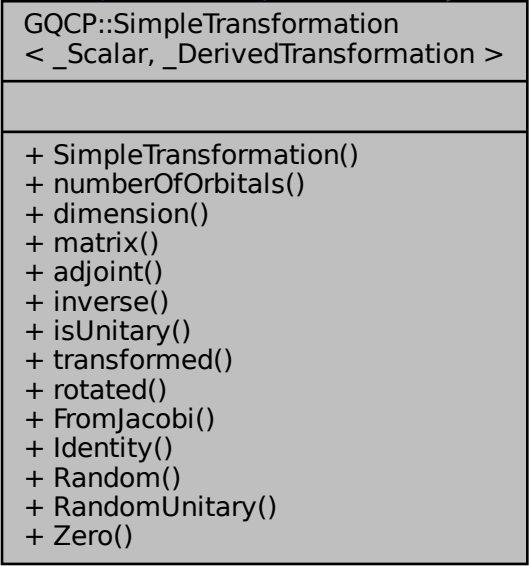 GQCP::SimpleTransformation
< _Scalar, _DerivedTransformation >
+ SimpleTransformation()
+ numberOfOrbitals()
+ dimension()
+ matrix()
+ adjoint()
+ inverse()
+ isUnitary()
+ transformed()
+ rotated()
+ FromJacobi()
+ Identity()
+ Random()
+ RandomUnitary()
+ Zero()